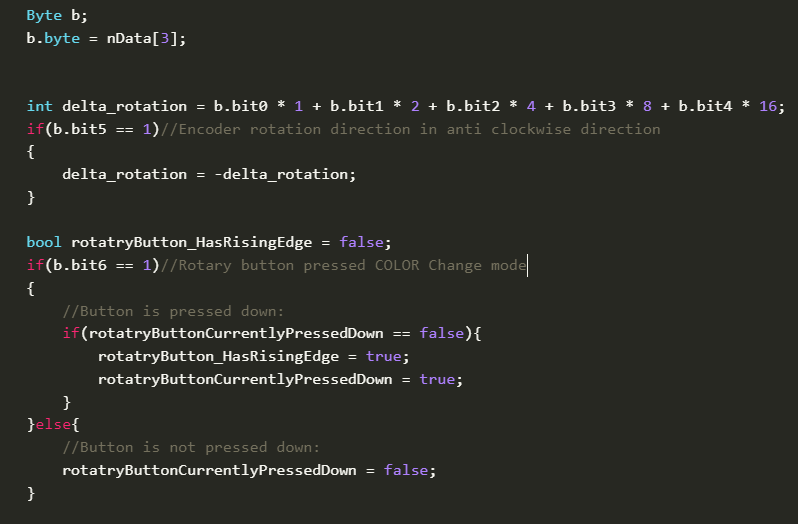 Byte b;
b.byte = nData[3];
int delta_rotation = b.bit0 * 1 + b.bit1 * 2 + b.bit2 * 4 + b.bit3 * 8 + b.bit4 * 16;
if(b.bit5 == 1)//Encoder rotation direction in anti clockwise direction
{
delta_rotation = -delta_rotation;
}
bool rotatryButton_HasRisingEdge = false;
if(b.bit6 == 1)//Rotary button pressed COLOR Change mode
{
//Button is pressed down:
if(rotatryButtonCurrentlyPressedDown == false){
rotatryButton_HasRisingEdge = true;
rotatryButtonCurrentlyPressedDown = true;
}
}else{
//Button is not pressed down:
rotatryButtonCurrentlyPressedDown = false;
}